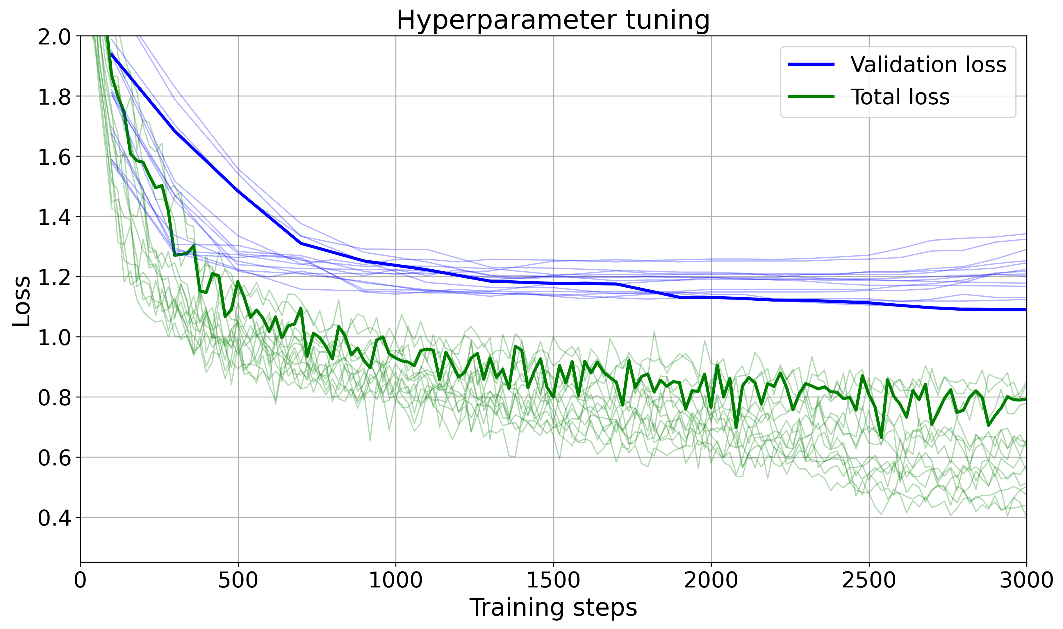 Hyperparameter tuning
Validation loss
Total loss
2.0
1.8
1.6
1.4
1.2
1.0
0.8
0.6
0.4
Loss
0 500 1000 1500 2000 2500 3000
Training steps